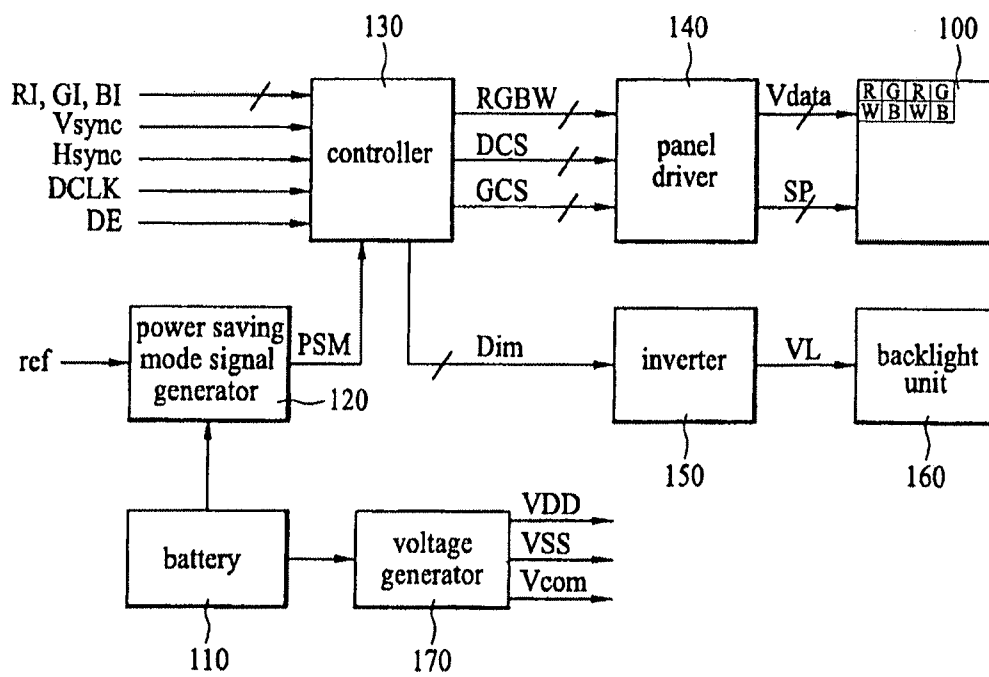 130
140
100
RI, GI, BI
Vsync
Hsync
DCLK
DE
controller
RGBW
DCS
GCS
panel
driver
Vdata
SP
R G R G
W B W B
ref
power saving
mode signal
generator
120
PSM
Dim
inverter
150
VL
backlight
unit
160
battery
110
voltage
generator
170
VDD
VSS
Vcom